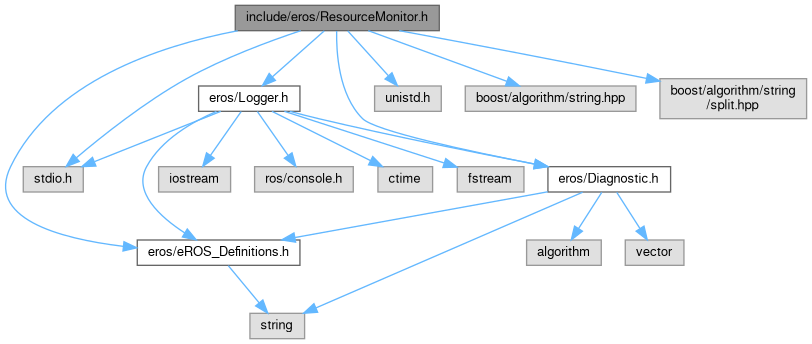 include/eros/ResourceMonitor.h
eros/Logger.h
unistd.h
boost/algorithm/string.hpp
boost/algorithm/string
/split.hpp
stdio.h
iostream
ros/console.h
ctime
fstream
eros/Diagnostic.h
eros/eROS_Definitions.h
algorithm
vector
string